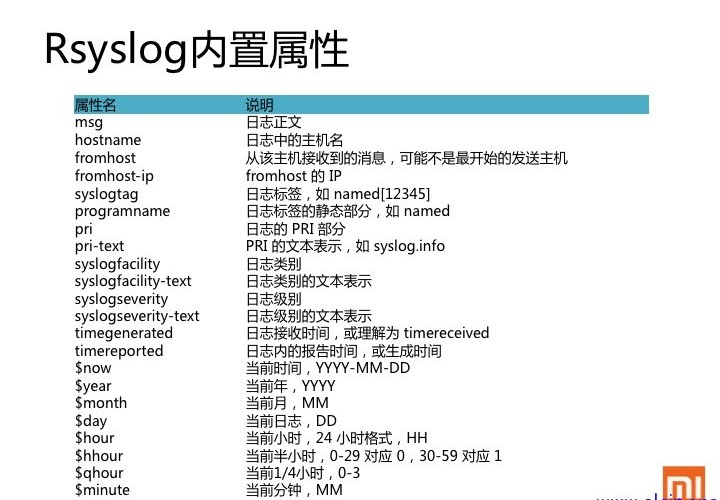 Rsyslog内置属性
属性名 说明
msg 日志正文
hostname 日志中的主机名
fromhost 从该主机接收到的消息，可能不是最开始的发送主机
fromhost-ip fromhost 的 IP
syslogtag 日志标签，如 named[12345]
programname 日志标签的静态部分，如 named
pri 日志的 PRI 部分
pri-text PRI 的文本表示，如 syslog.info
syslogfacility 日志类别
syslogfacility-text 日志类别的文本表示
syslogseverity 日志级别
syslogseverity-text 日志级别的文本表示
timegenerated 日志接收时间，或理解为 timereceived
timereported 日志内的报告时间，或生成时间
$now 当前时间，YYYY-MM-DD
$year 当前年，YYYY
$month 当前月，MM
$day 当前日志，DD
$hour 当前小时，24 小时格式，HH
$hhour 当前半小时，0-29 对应 0，30-59 对应 1
$qhour 当前1/4小时，0-3
$minute 当前分钟，MM